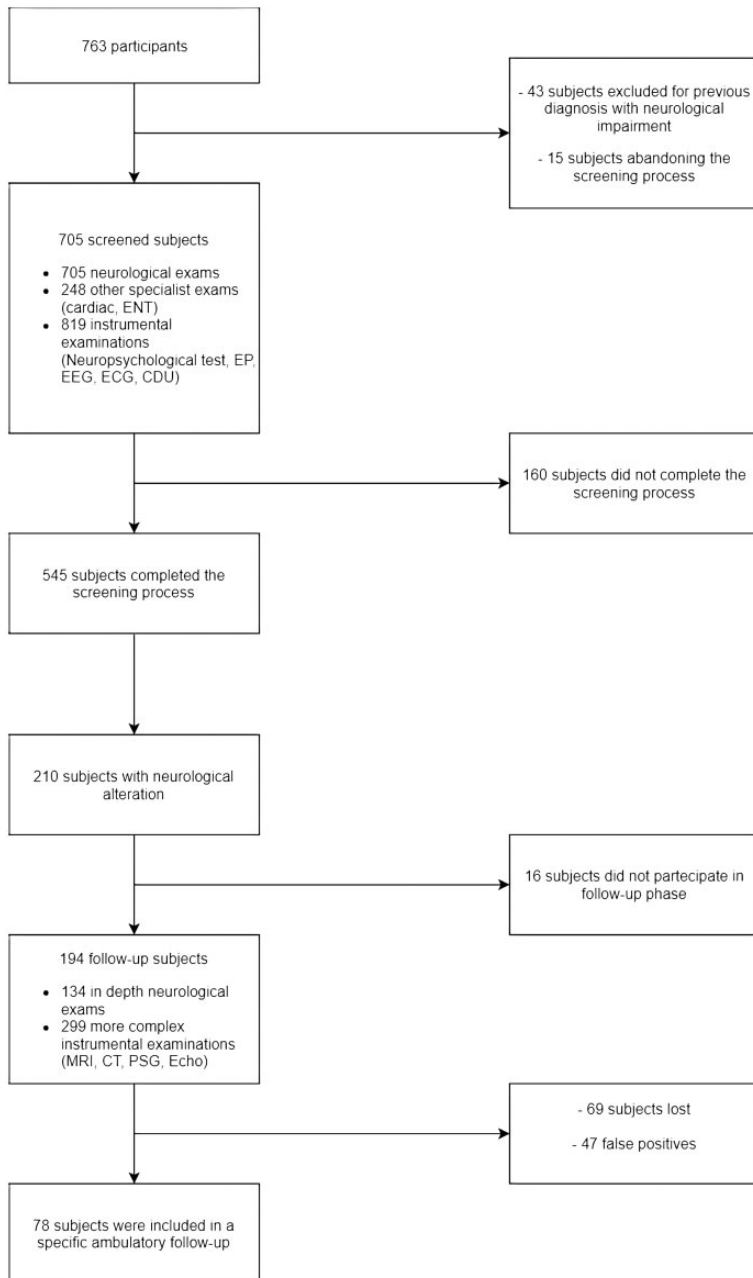 763 participants
- 43 subjects excluded for previous
diagnosis with neurological
impairment
- 15 subjects abandoning the
screening process
705 screened subjects
• 705 neurological exams
• 248 other specialist exams
(cardiac, ENT)
• 819 instrumental
examinations
(Neuropsychological test, EP,
EEG, ECG, CDU)
160 subjects did not complete the
screening process
545 subjects completed the
screening process
210 subjects with neurological
alteration
16 subjects did not partecipate in
follow-up phase
194 follow-up subjects
• 134 in depth neurological
exams
• 299 more complex
instrumental examinations
(MRI, CT, PSG, Echo)
- 69 subjects lost
- 47 false positives
78 subjects were included in a
specific ambulatory follow-up